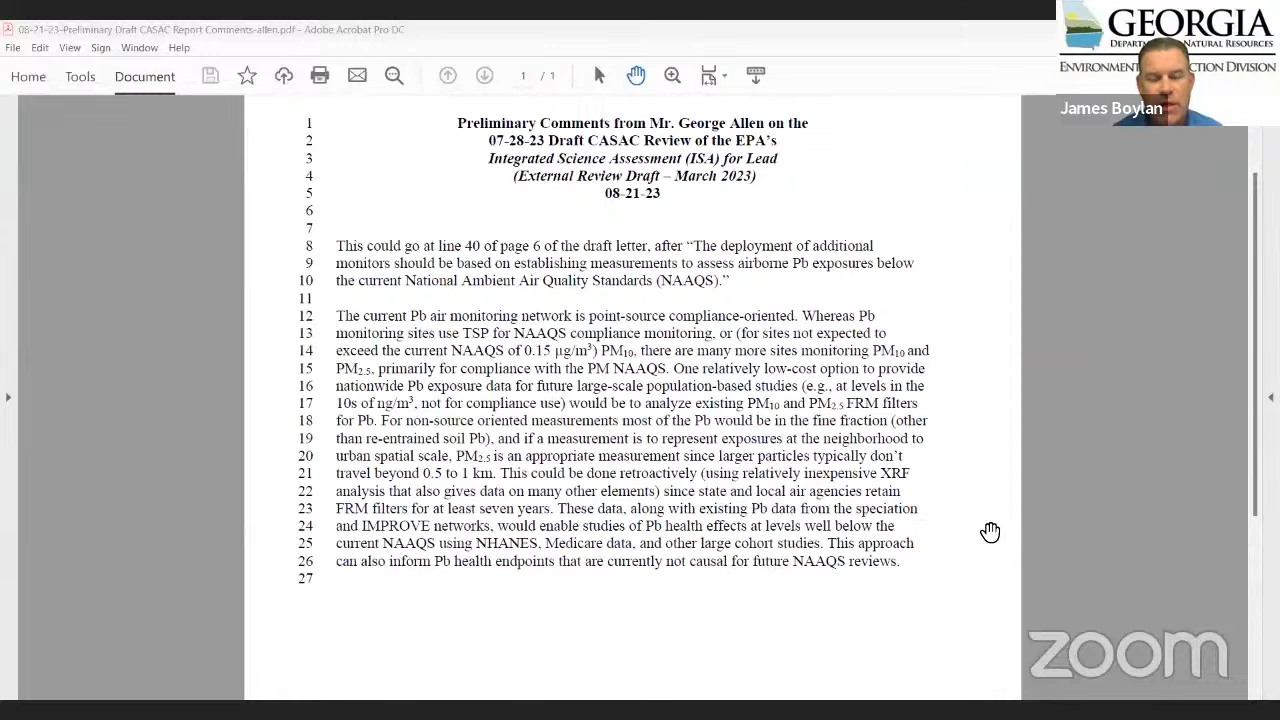 08-21-23-Preliminary Draft CASAC Report Comments-allen.pdf - Adobe Acrobat Pro DC
File Edit View Sign Window Help
Home Tools Document 1 / 1
GEORGIA
DEPARTMENT OF NATURAL RESOURCES
James Boylan
1 Preliminary Comments from Mr. George Allen on the
2 07-28-23 Draft CASAC Review of the EPA's
3 Integrated Science Assessment (ISA) for Lead
4 (External Review Draft – March 2023)
5 08-21-23
6
7
8 This could go at line 40 of page 6 of the draft letter, after “The deployment of additional
9 monitors should be based on establishing measurements to assess airborne Pb exposures below
10 the current National Ambient Air Quality Standards (NAAQS).”
11
12 The current Pb air monitoring network is point-source compliance-oriented. Whereas Pb
13 monitoring sites use TSP for NAAQS compliance monitoring, or (for sites not expected to
14 exceed the current NAAQS of 0.15 µg/m³) PM₁₀, there are many more sites monitoring PM₁₀ and
15 PM₂.₅, primarily for compliance with the PM NAAQS. One relatively low-cost option to provide
16 nationwide Pb exposure data for future large-scale population-based studies (e.g., at levels in the
17 10s of ng/m³, not for compliance use) would be to analyze existing PM₁₀ and PM₂.₅ FRM filters
18 for Pb. For non-source oriented measurements most of the Pb would be in the fine fraction (other
19 than re-entrained soil Pb), and if a measurement is to represent exposures at the neighborhood to
20 urban spatial scale, PM₂.₅ is an appropriate measurement since larger particles typically don’t
21 travel beyond 0.5 to 1 km. This could be done retroactively (using relatively inexpensive XRF
22 analysis that also gives data on many other elements) since state and local air agencies retain
23 FRM filters for at least seven years. These data, along with existing Pb data from the speciation
24 and IMPROVE networks, would enable studies of Pb health effects at levels well below the
25 current NAAQS using NHANES, Medicare data, and other large cohort studies. This approach
26 can also inform Pb health endpoints that are currently not causal for future NAAQS reviews.
27
zoom